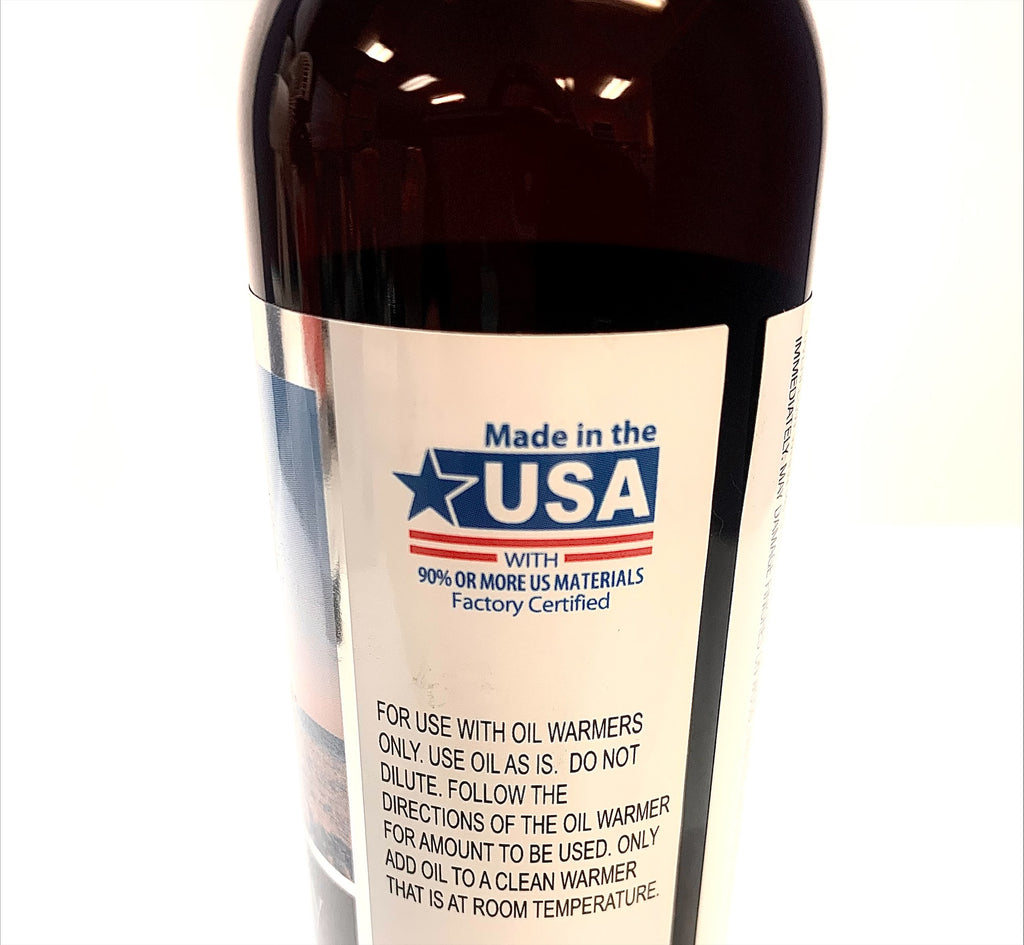 Made in the
USA
WITH
90% OR MORE US MATERIALS
Factory Certified
FOR USE WITH OIL WARMERS
ONLY. USE OIL AS IS. DO NOT
DILUTE. FOLLOW THE
DIRECTIONS OF THE OIL WARMER
FOR AMOUNT TO BE USED. ONLY
ADD OIL TO A CLEAN WARMER
THAT IS AT ROOM TEMPERATURE.
IMMEDIATELY. MAY DAMAGE